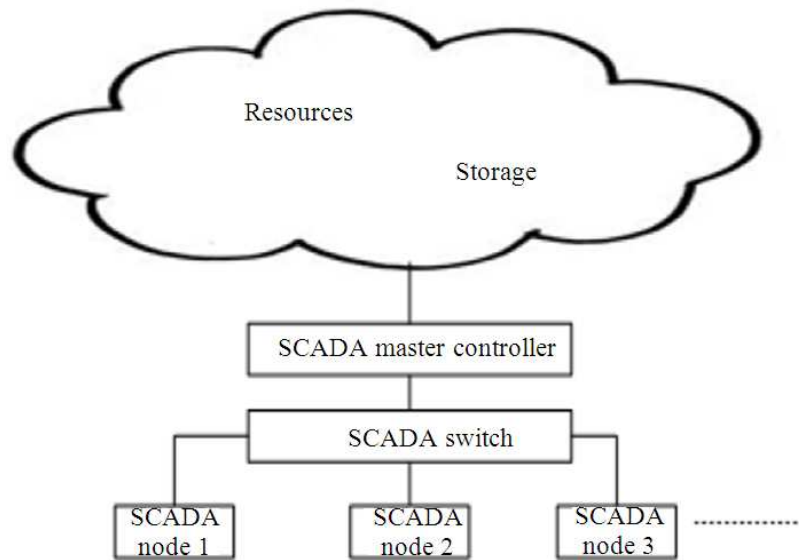 Resources
Storage
SCADA master controller
SCADA switch
SCADA
node 1
SCADA
node 2
SCADA
node 3